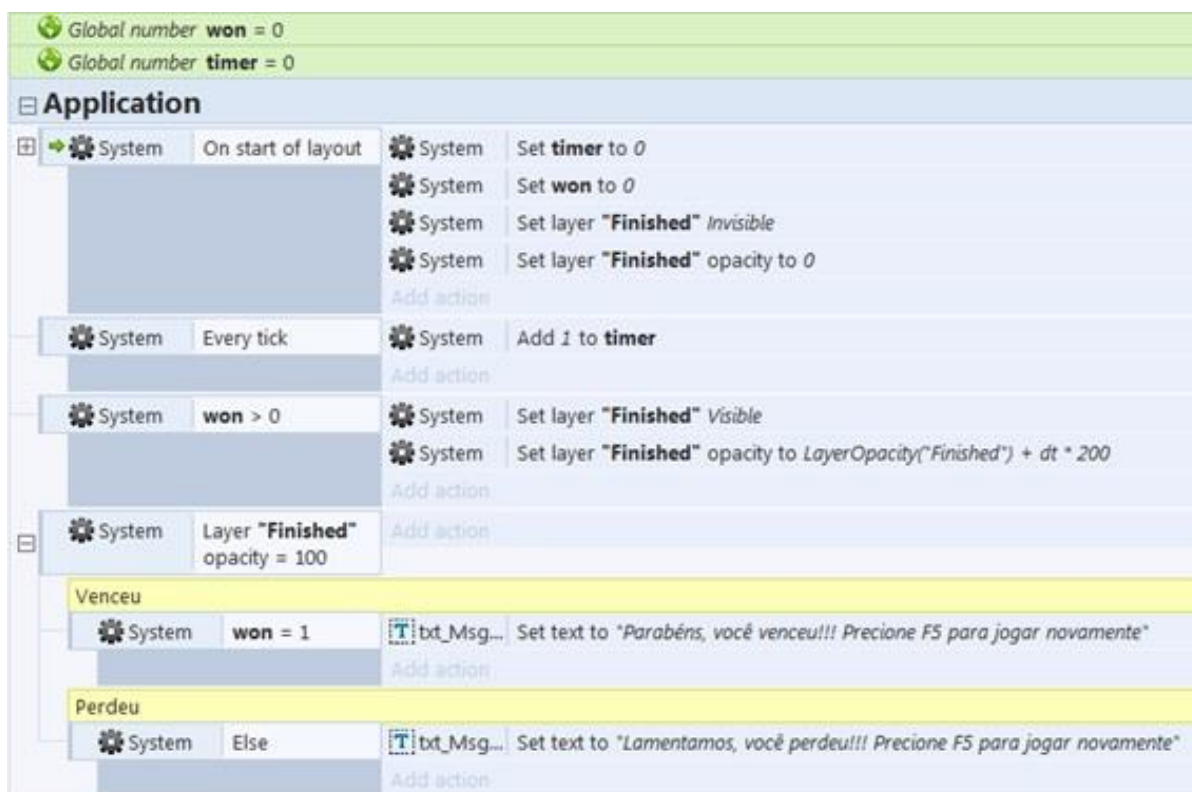 Global number won = 0
Global number timer = 0
Application
System On start of layout System Set timer to 0
System Set won to 0
System Set layer "Finished" Invisible
System Set layer "Finished" opacity to 0
Add action
System Every tick System Add 1 to timer
Add action
System won > 0 System Set layer "Finished" Visible
System Set layer "Finished" opacity to LayerOpacity("Finished") + dt * 200
Add action
System Layer "Finished" Add action
opacity = 100
Venceu
System won = 1 T txt_Msg... Set text to "Parabéns, você venceu!!! Precione F5 para jogar novamente"
Add action
Perdeu
System Else T txt_Msg... Set text to "Lamentamos, você perdeu!!! Precione F5 para jogar novamente"
Add action